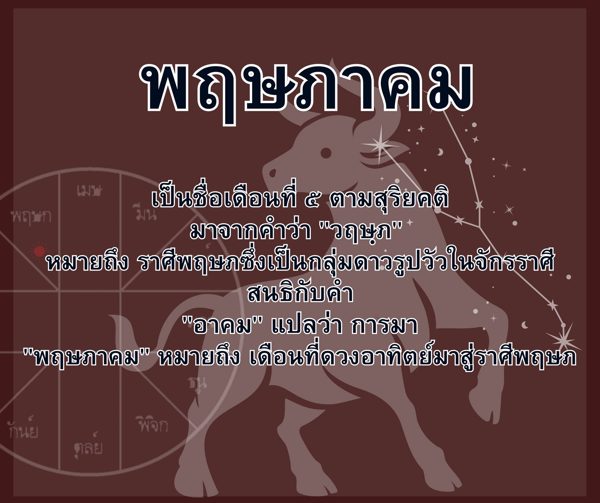 พฤษภาคม
เป็นชื่อเดือนที่ ๕ ตามสุริยคติ
มาจากคำว่า "วฤษฺภ"
หมายถึง ราศีพฤษภซึ่งเป็นกลุ่มดาวรูปวัวในจักรราศี
สนธิกับคำ
"อาคม" แปลว่า การมา
"พฤษภาคม" หมายถึง เดือนที่ดวงอาทิตย์มาสู่ราศีพฤษภ
เมษ
พฤษภ
มีน
ธนู
กันย์
ตุลย์
พิจิก